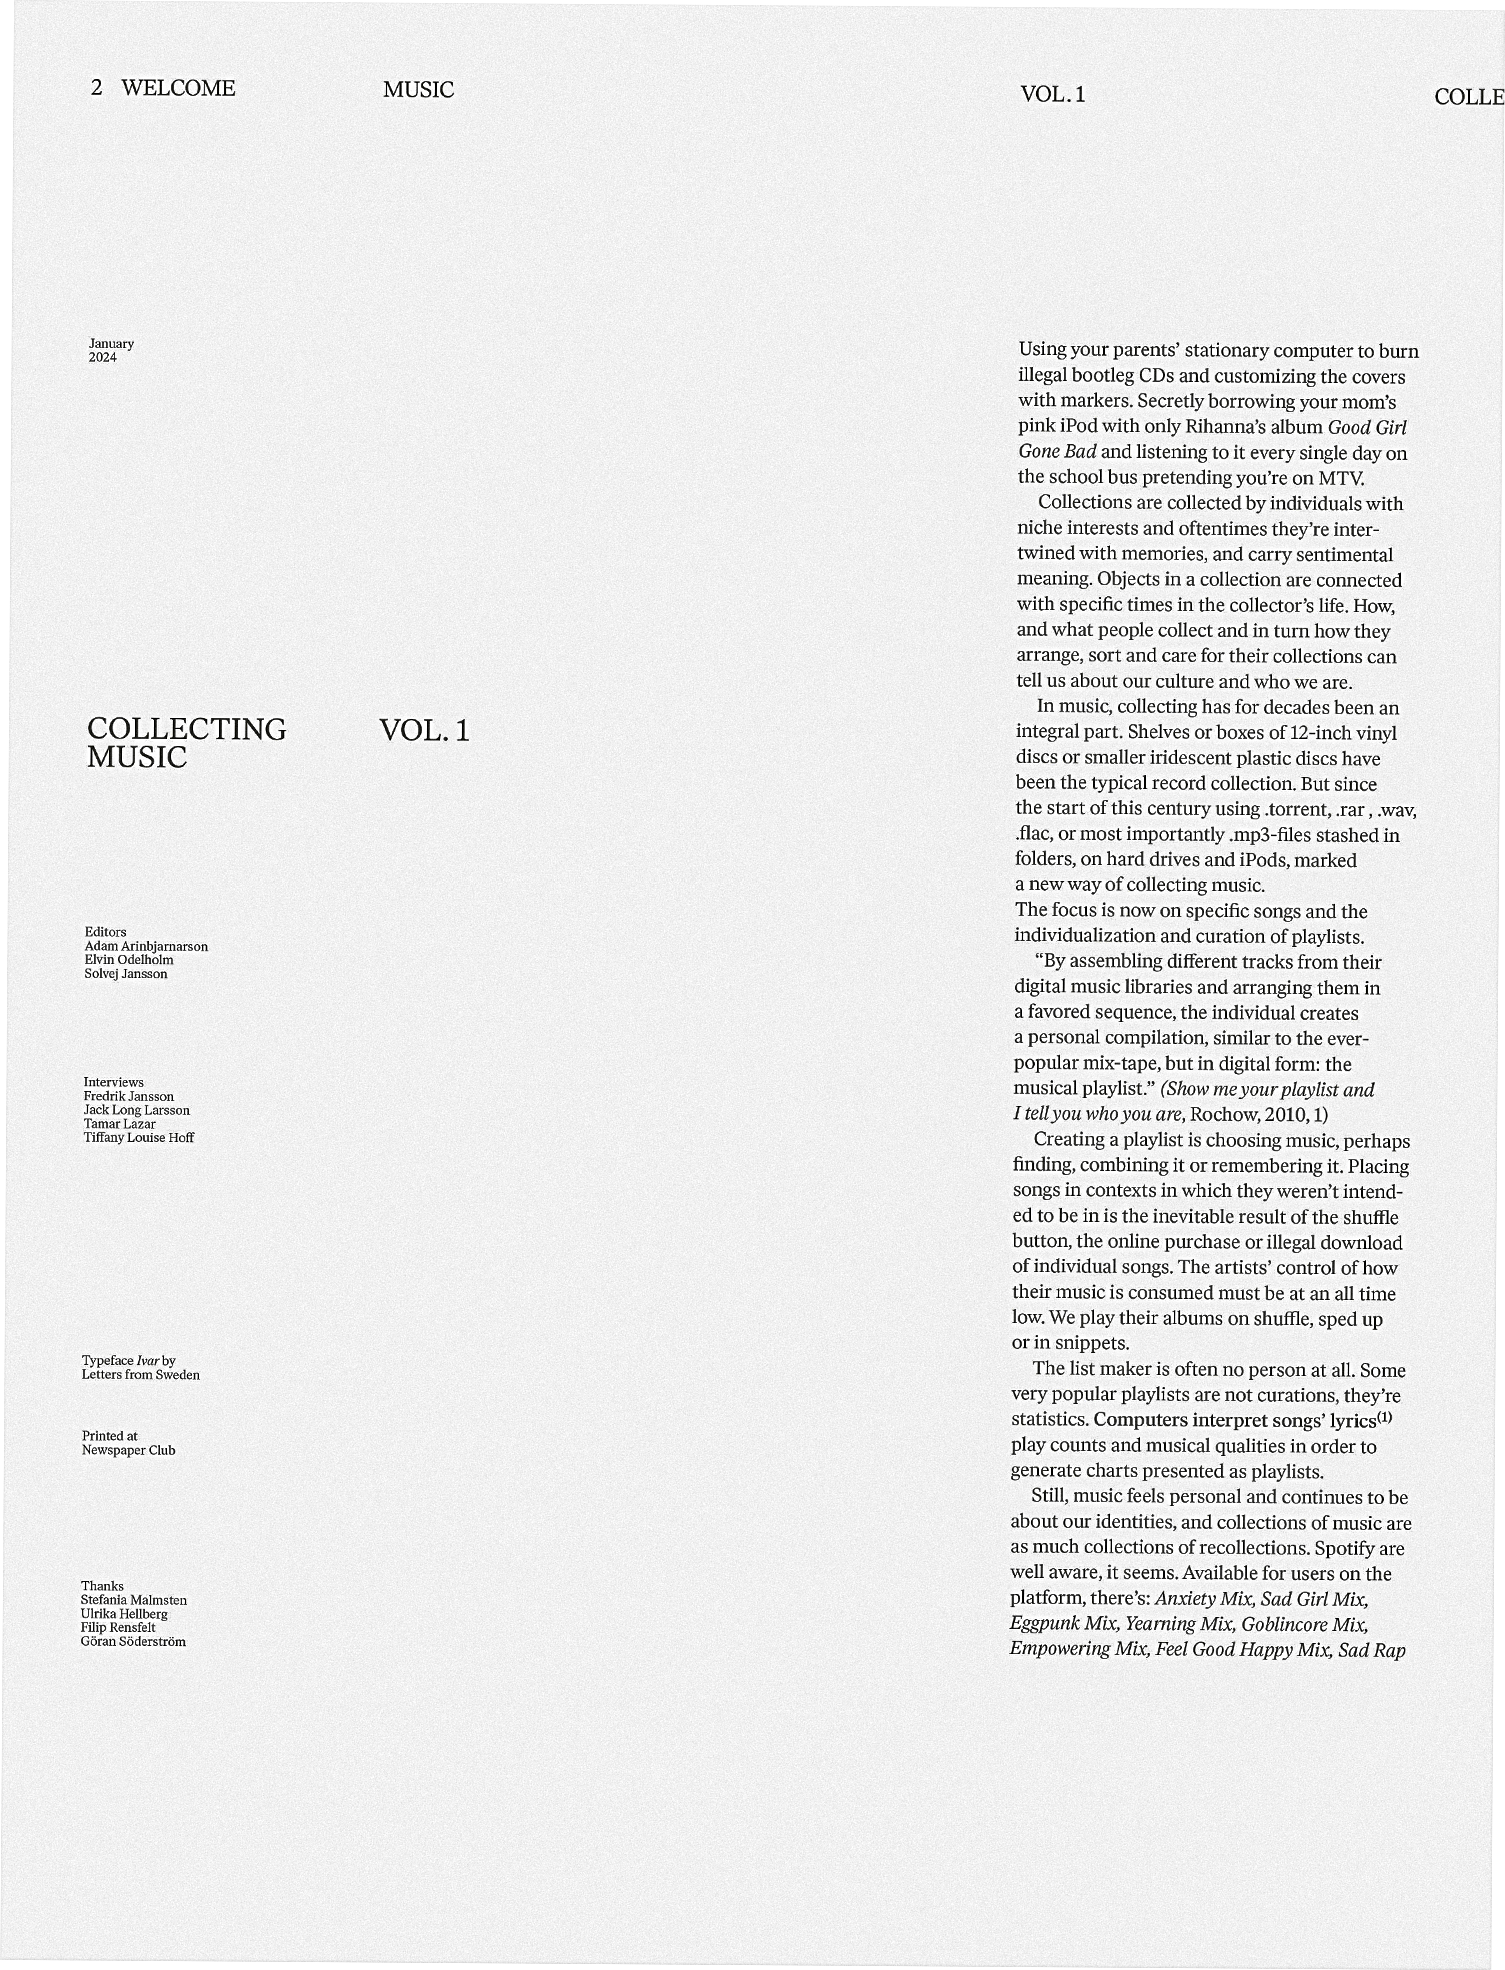 2 WELCOME
MUSIC
VOL. 1
COLLE
January
2024
COLLECTING
MUSIC
VOL. 1
Editors
Adam Arinbjarnarson
Elvin Odelholm
Solvej Jansson
Interviews
Fredrik Jansson
Jack Long Larsson
Tamar Lazar
Tiffany Louise Hoff
Typeface Ivar by
Letters from Sweden
Printed at
Newspaper Club
Thanks
Stefania Malmsten
Ulrika Hellberg
Filip Rensfelt
Göran Söderström
Using your parents’ stationary computer to burn
illegal bootleg CDs and customizing the covers
with markers. Secretly borrowing your mom’s
pink iPod with only Rihanna’s album Good Girl
Gone Bad and listening to it every single day on
the school bus pretending you’re on MTV.
Collections are collected by individuals with
niche interests and oftentimes they’re inter-
twined with memories, and carry sentimental
meaning. Objects in a collection are connected
with specific times in the collector’s life. How,
and what people collect and in turn how they
arrange, sort and care for their collections can
tell us about our culture and who we are.
In music, collecting has for decades been an
integral part. Shelves or boxes of 12-inch vinyl
discs or smaller iridescent plastic discs have
been the typical record collection. But since
the start of this century using .torrent, .rar , .wav,
.flac, or most importantly .mp3-files stashed in
folders, on hard drives and iPods, marked
a new way of collecting music.
The focus is now on specific songs and the
individualization and curation of playlists.
“By assembling different tracks from their
digital music libraries and arranging them in
a favored sequence, the individual creates
a personal compilation, similar to the ever-
popular mix-tape, but in digital form: the
musical playlist.” (Show me your playlist and
I tell you who you are, Rochow, 2010, 1)
Creating a playlist is choosing music, perhaps
finding, combining it or remembering it. Placing
songs in contexts in which they weren’t intend-
ed to be in is the inevitable result of the shuffle
button, the online purchase or illegal download
of individual songs. The artists’ control of how
their music is consumed must be at an all time
low. We play their albums on shuffle, sped up
or in snippets.
The list maker is often no person at all. Some
very popular playlists are not curations, they’re
statistics. Computers interpret songs’ lyrics(1)
play counts and musical qualities in order to
generate charts presented as playlists.
Still, music feels personal and continues to be
about our identities, and collections of music are
as much collections of recollections. Spotify are
well aware, it seems. Available for users on the
platform, there’s: Anxiety Mix, Sad Girl Mix,
Eggpunk Mix, Yearning Mix, Goblincore Mix,
Empowering Mix, Feel Good Happy Mix, Sad Rap